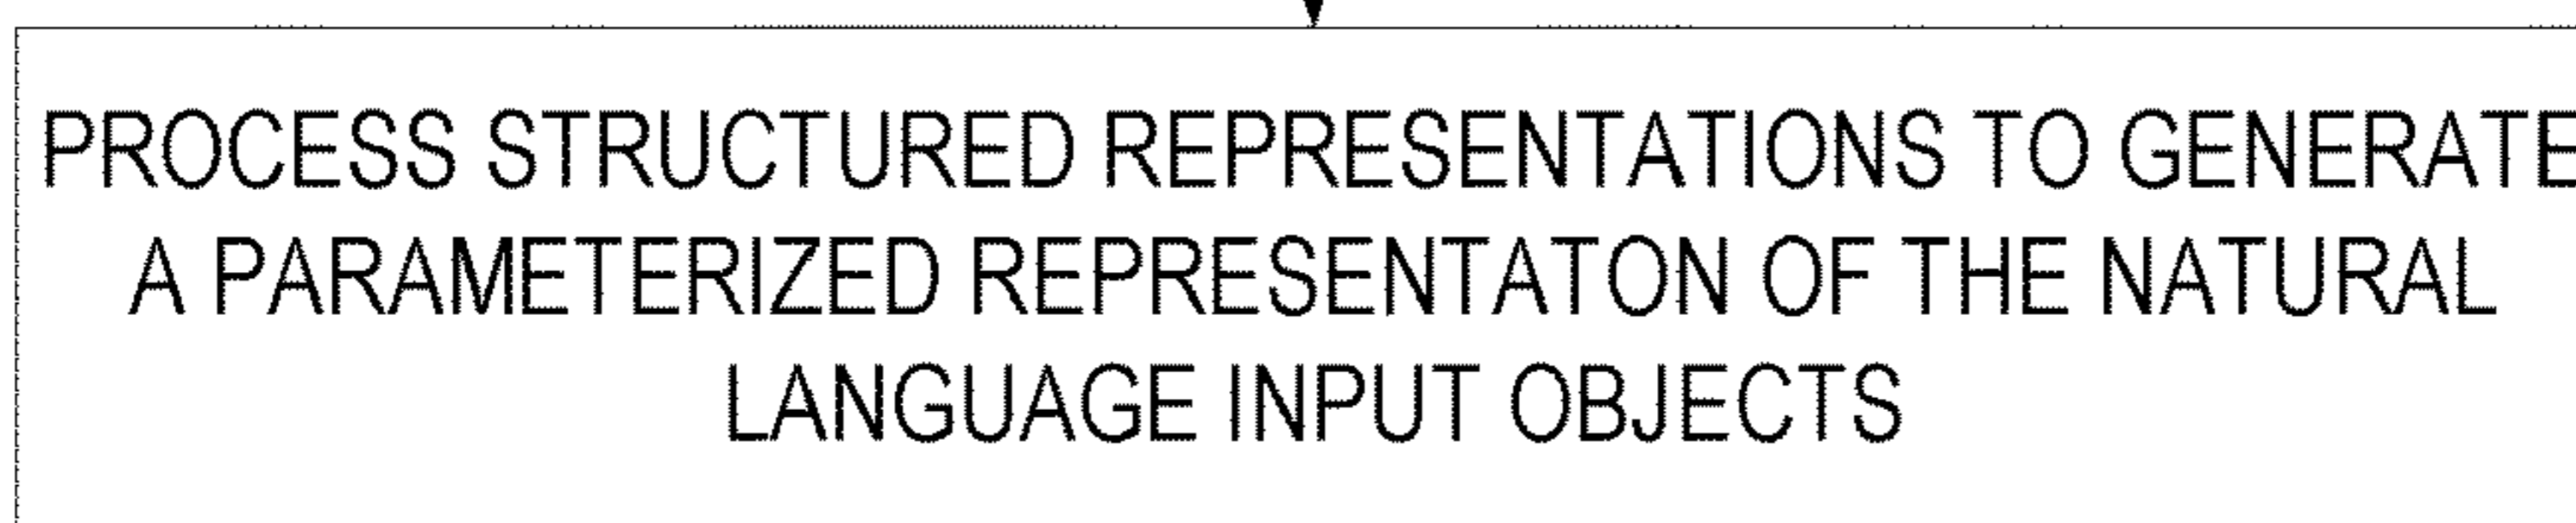 PROCESS STRUCTURED REPRESENTATIONS TO GENERATE
A PARAMETERIZED REPRESENTATON OF THE NATURAL
LANGUAGE INPUT OBJECTS